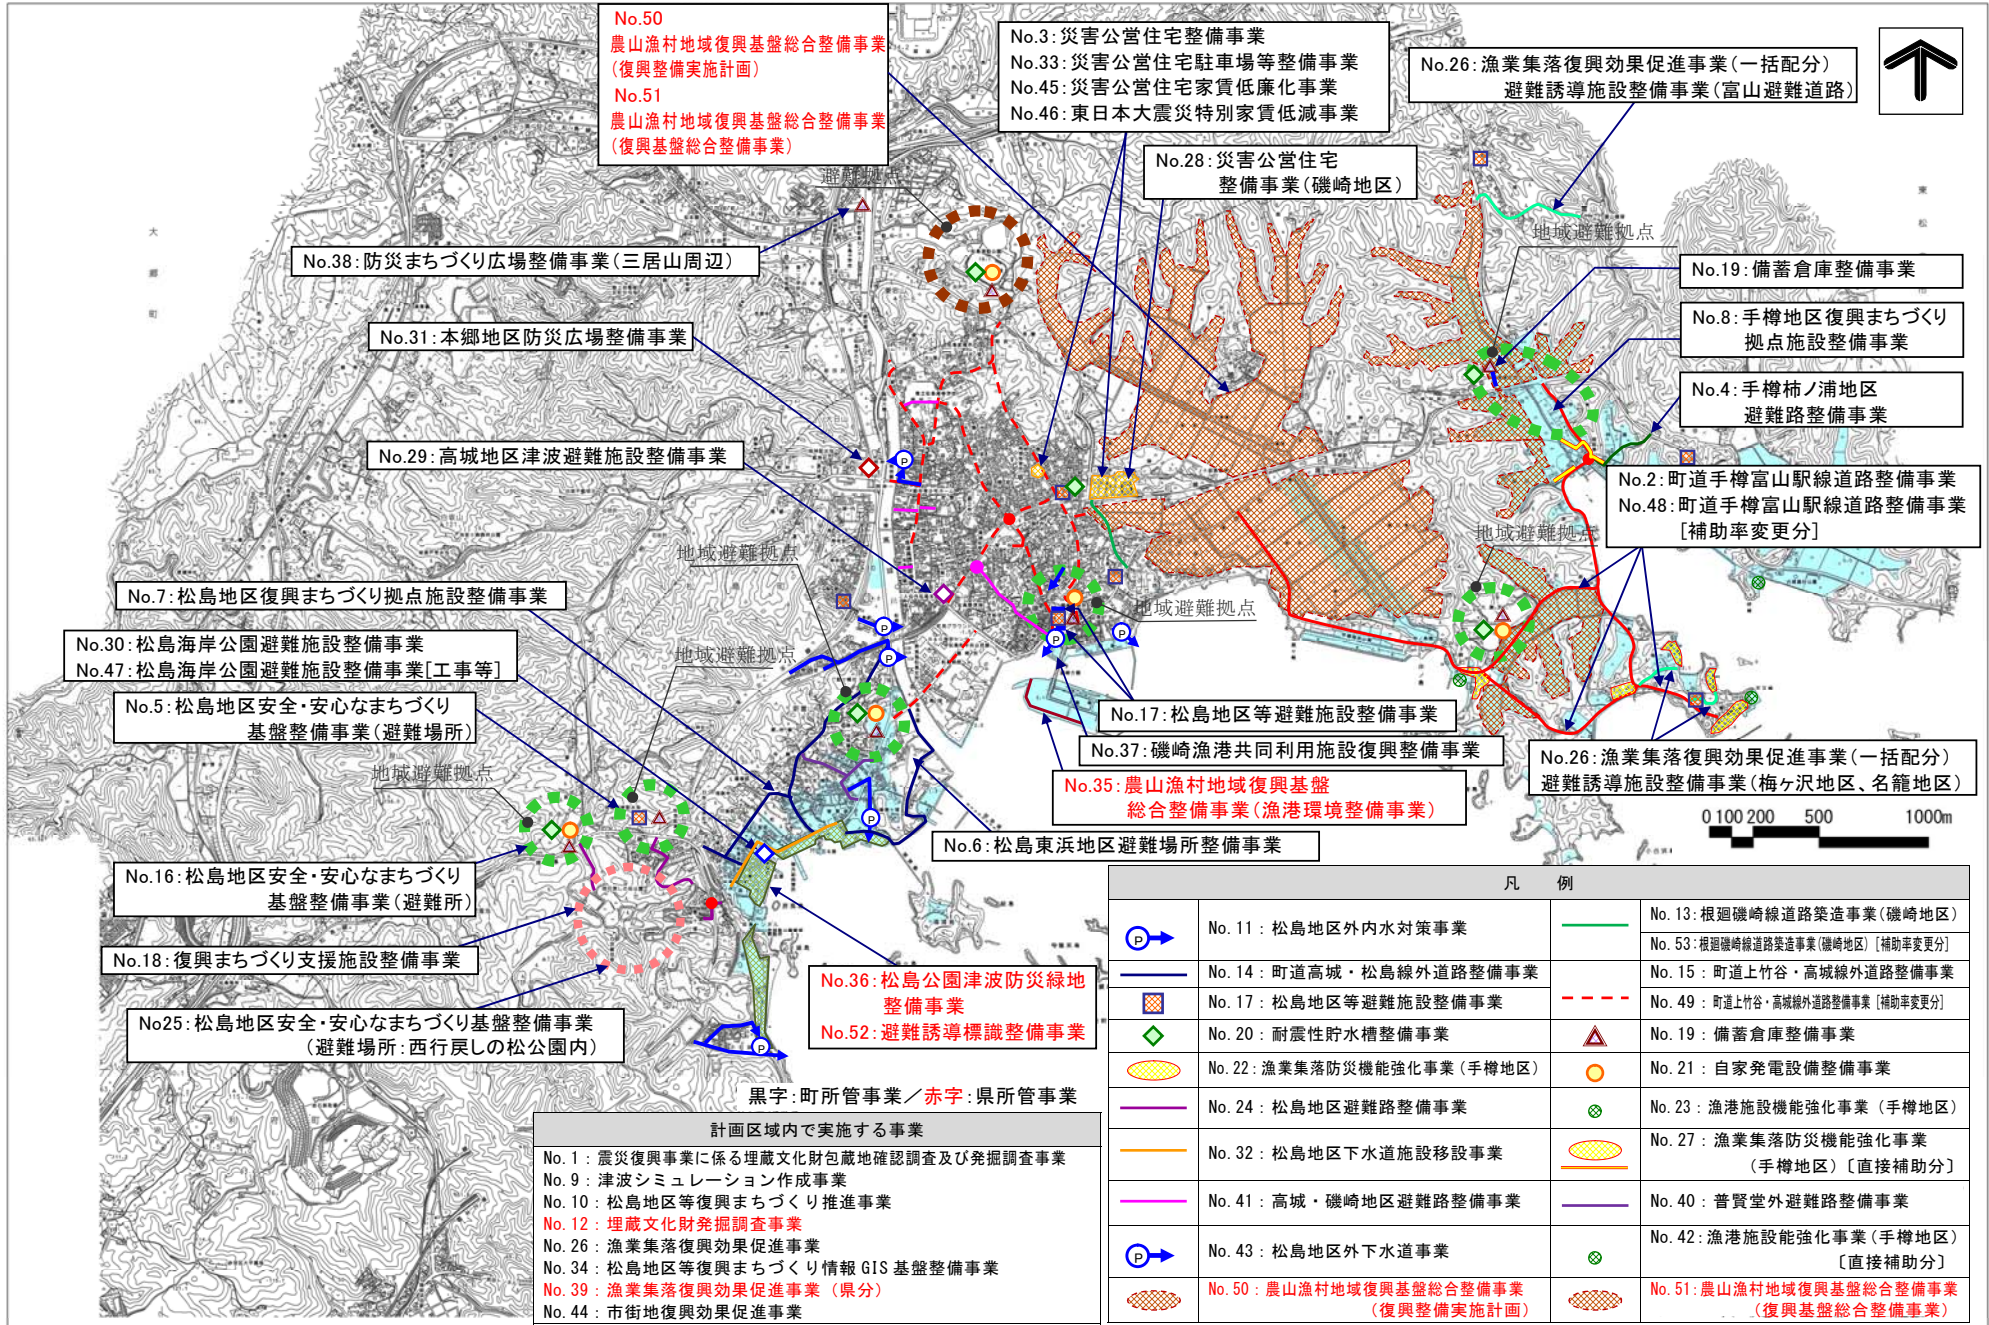 No.50
農山漁村地域復興基盤総合整備事業
(復興整備実施計画)
No.51
農山漁村地域復興基盤総合整備事業
(復興基盤総合整備事業)
No.3:災害公営住宅整備事業
No.33:災害公営住宅駐車場等整備事業
No.45:災害公営住宅家賃低廉化事業
No.46:東日本大震災特別家賃低減事業
No.26:漁業集落復興効果促進事業(一括配分)
避難誘導施設整備事業(富山避難道路)
No.28:災害公営住宅
整備事業(磯崎地区)
避難拠点
東
松
大
郷
町
地域避難拠点
No.38:防災まちづくり広場整備事業(三居山周辺)
No.19:備蓄倉庫整備事業
No.31:本郷地区防災広場整備事業
No.8:手樽地区復興まちづくり
拠点施設整備事業
No.4:手樽柿ノ浦地区
避難路整備事業
No.29:高城地区津波避難施設整備事業
No.2:町道手樽富山駅線道路整備事業
No.48:町道手樽富山駅線道路整備事業
[補助率変更分]
地域避難拠点
地域避難拠点
No.7:松島地区復興まちづくり拠点施設整備事業
地域避難拠点
No.30:松島海岸公園避難施設整備事業
No.47:松島海岸公園避難施設整備事業[工事等]
地域避難拠点
No.5:松島地区安全・安心なまちづくり
基盤整備事業(避難場所)
No.17:松島地区等避難施設整備事業
No.37:磯崎漁港共同利用施設復興整備事業
No.26:漁業集落復興効果促進事業(一括配分)
避難誘導施設整備事業(梅ヶ沢地区、名籠地区)
地域避難拠点
No.35:農山漁村地域復興基盤
総合整備事業(漁港環境整備事業)
0 100 200 500 1000m
No.6:松島東浜地区避難場所整備事業
No.16:松島地区安全・安心なまちづくり
基盤整備事業(避難所)
No.18:復興まちづくり支援施設整備事業
No.36:松島公園津波防災緑地
整備事業
No.52:避難誘導標識整備事業
No25:松島地区安全・安心なまちづくり基盤整備事業
(避難場所:西行戻しの松公園内)
黒字:町所管事業／赤字:県所管事業
計画区域内で実施する事業
No. 1 : 震災復興事業に係る埋蔵文化財包蔵地確認調査及び発掘調査事業
No. 9 : 津波シミュレーション作成事業
No. 10 : 松島地区等復興まちづくり推進事業
No. 12 : 埋蔵文化財発掘調査事業
No. 26 : 漁業集落復興効果促進事業
No. 34 : 松島地区等復興まちづくり情報 GIS 基盤整備事業
No. 39 : 漁業集落復興効果促進事業（県分）
No. 44 : 市街地復興効果促進事業
凡 例
P
No. 11 : 松島地区外内水対策事業
No. 13:根廻磯崎線道路築造事業(磯崎地区)
No. 53:根廻磯崎線道路築造事業(磯崎地区) [補助率変更分]
No. 14 : 町道高城・松島線外道路整備事業
No. 15 : 町道上竹谷・高城線外道路整備事業
No. 17 : 松島地区等避難施設整備事業
No. 49 : 町道上竹谷・高城線外道路整備事業 [補助率変更分]
No. 20 : 耐震性貯水槽整備事業
No. 19 : 備蓄倉庫整備事業
No. 22:漁業集落防災機能強化事業(手樽地区)
No. 21 : 自家発電設備整備事業
No. 24 : 松島地区避難路整備事業
No. 23 : 漁港施設機能強化事業（手樽地区）
No. 32 : 松島地区下水道施設移設事業
No. 27 : 漁業集落防災機能強化事業
(手樽地区)〔直接補助分〕
No. 41 : 高城・磯崎地区避難路整備事業
No. 40 : 普賢堂外避難路整備事業
P
No. 43 : 松島地区外下水道事業
No. 42:漁港施設能強化事業(手樽地区)
〔直接補助分〕
No. 50 : 農山漁村地域復興基盤総合整備事業
(復興整備実施計画)
No. 51:農山漁村地域復興基盤総合整備事業
(復興基盤総合整備事業)